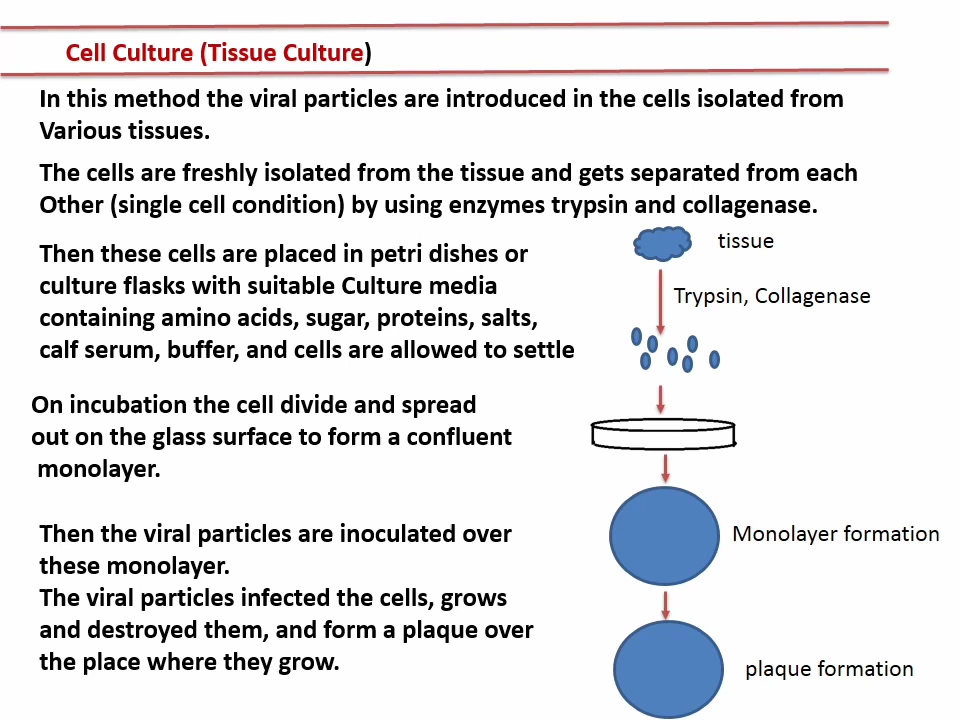 Cell Culture (Tissue Culture)
In this method the viral particles are introduced in the cells isolated from
Various tissues.
The cells are freshly isolated from the tissue and gets separated from each
Other (single cell condition) by using enzymes trypsin and collagenase.
Then these cells are placed in petri dishes or
culture flasks with suitable Culture media
containing amino acids, sugar, proteins, salts,
calf serum, buffer, and cells are allowed to settle
On incubation the cell divide and spread
out on the glass surface to form a confluent
monolayer.
Then the viral particles are inoculated over
these monolayer.
The viral particles infected the cells, grows
and destroyed them, and form a plaque over
the place where they grow.
tissue
Trypsin, Collagenase
Monolayer formation
plaque formation